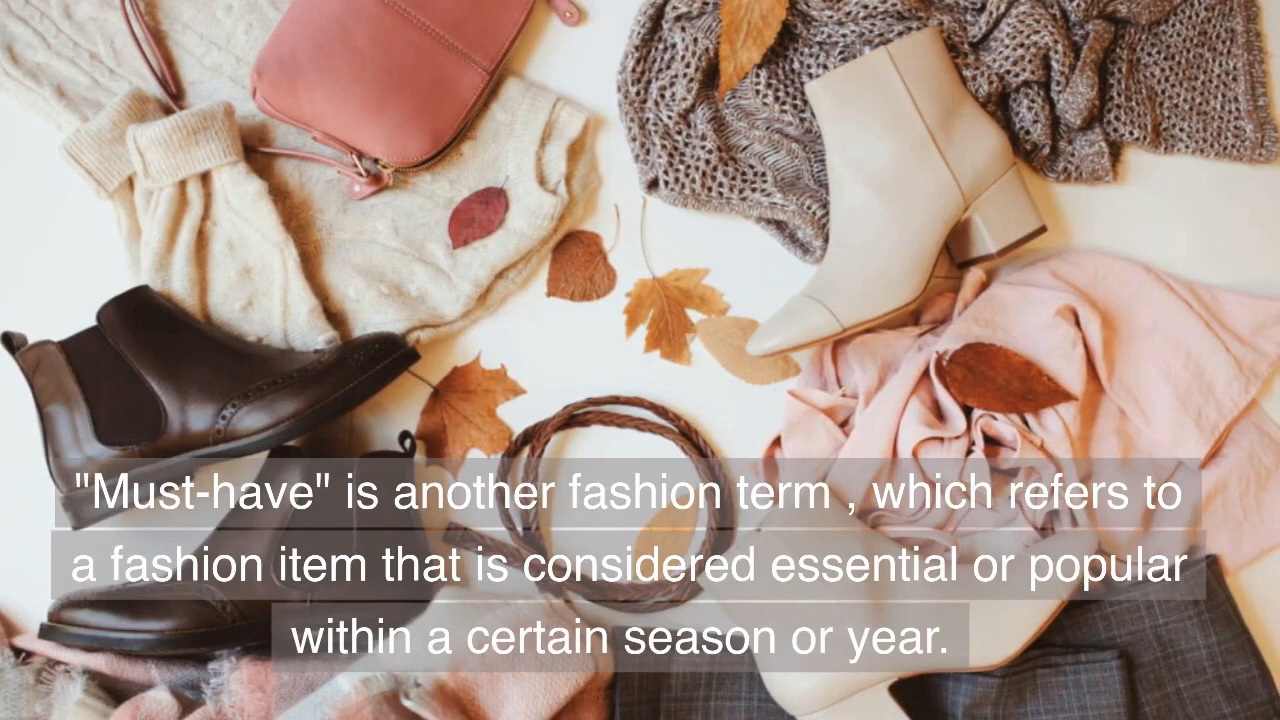 "Must-have" is another fashion term , which refers to
a fashion item that is considered essential or popular
within a certain season or year.